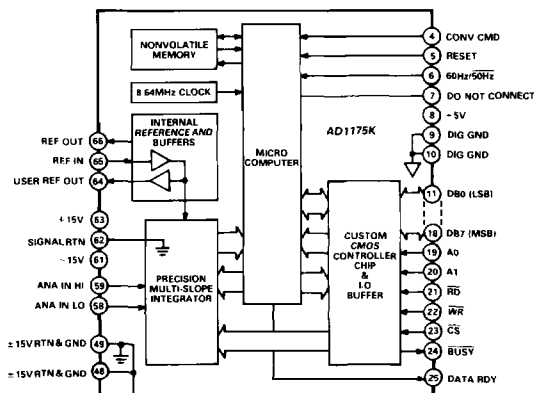 NONVOLATILE
MEMORY
8 64MHz CLOCK
INTERNAL
REFERENCE AND
BUFFERS
MICRO
COMPUTER
AD1175K
PRECISION
MULTI-SLOPE
INTEGRATOR
CUSTOM
CMOS
CONTROLLER
CHIP
&
I/O
BUFFER
REF OUT 66
REF IN 65
USER REF OUT 64
+15V 63
SIGNAL RTN 62
-15V 61
ANA IN HI 59
ANA IN LO 58
±15V RTN & GND 49
±15V RTN & GND 48
4 CONV CMD
5 RESET
6 60Hz/50Hz
7 DO NOT CONNECT
8 +5V
9 DIG GND
10 DIG GND
11 DB0 (LSB)
18 DB7 (MSB)
19 A0
20 A1
21 RD
22 WR
23 CS
24 BUSY
25 DATA RDY